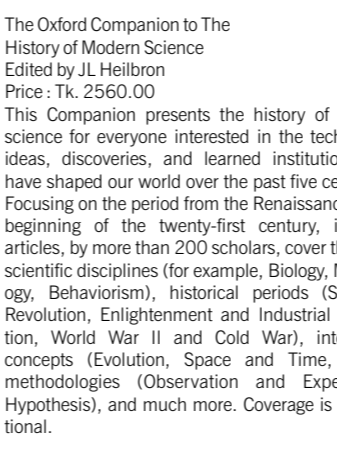 The Oxford Companion to The
History of Modern Science
Edited by JL Heilbron
Price : Tk. 2560.00
This Companion presents the history of
science for everyone interested in the
ideas, discoveries, and learned
have shaped our world over the past five
Focusing on the period from the
beginning of the twenty-first century,
articles, by more than 200 scholars, cover
scientific disciplines (for example, Biology,
ogy, Behaviorism), historical periods
Revolution, Enlightenment and Industrial
tion, World War II and Cold War),
concepts (Evolution, Space and Time,
methodologies (Observation and
Hypothesis), and much more. Coverage is
tional.